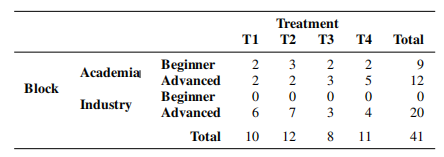 Treatment
T1 T2 T3 T4 Total
Beginner 2 3 2 2 9
Academia
Advanced 2 2 3 5 12
Block
Beginner 0 0 0 0 0
Industry
Advanced 6 7 3 4 20
Total 10 12 8 11 41